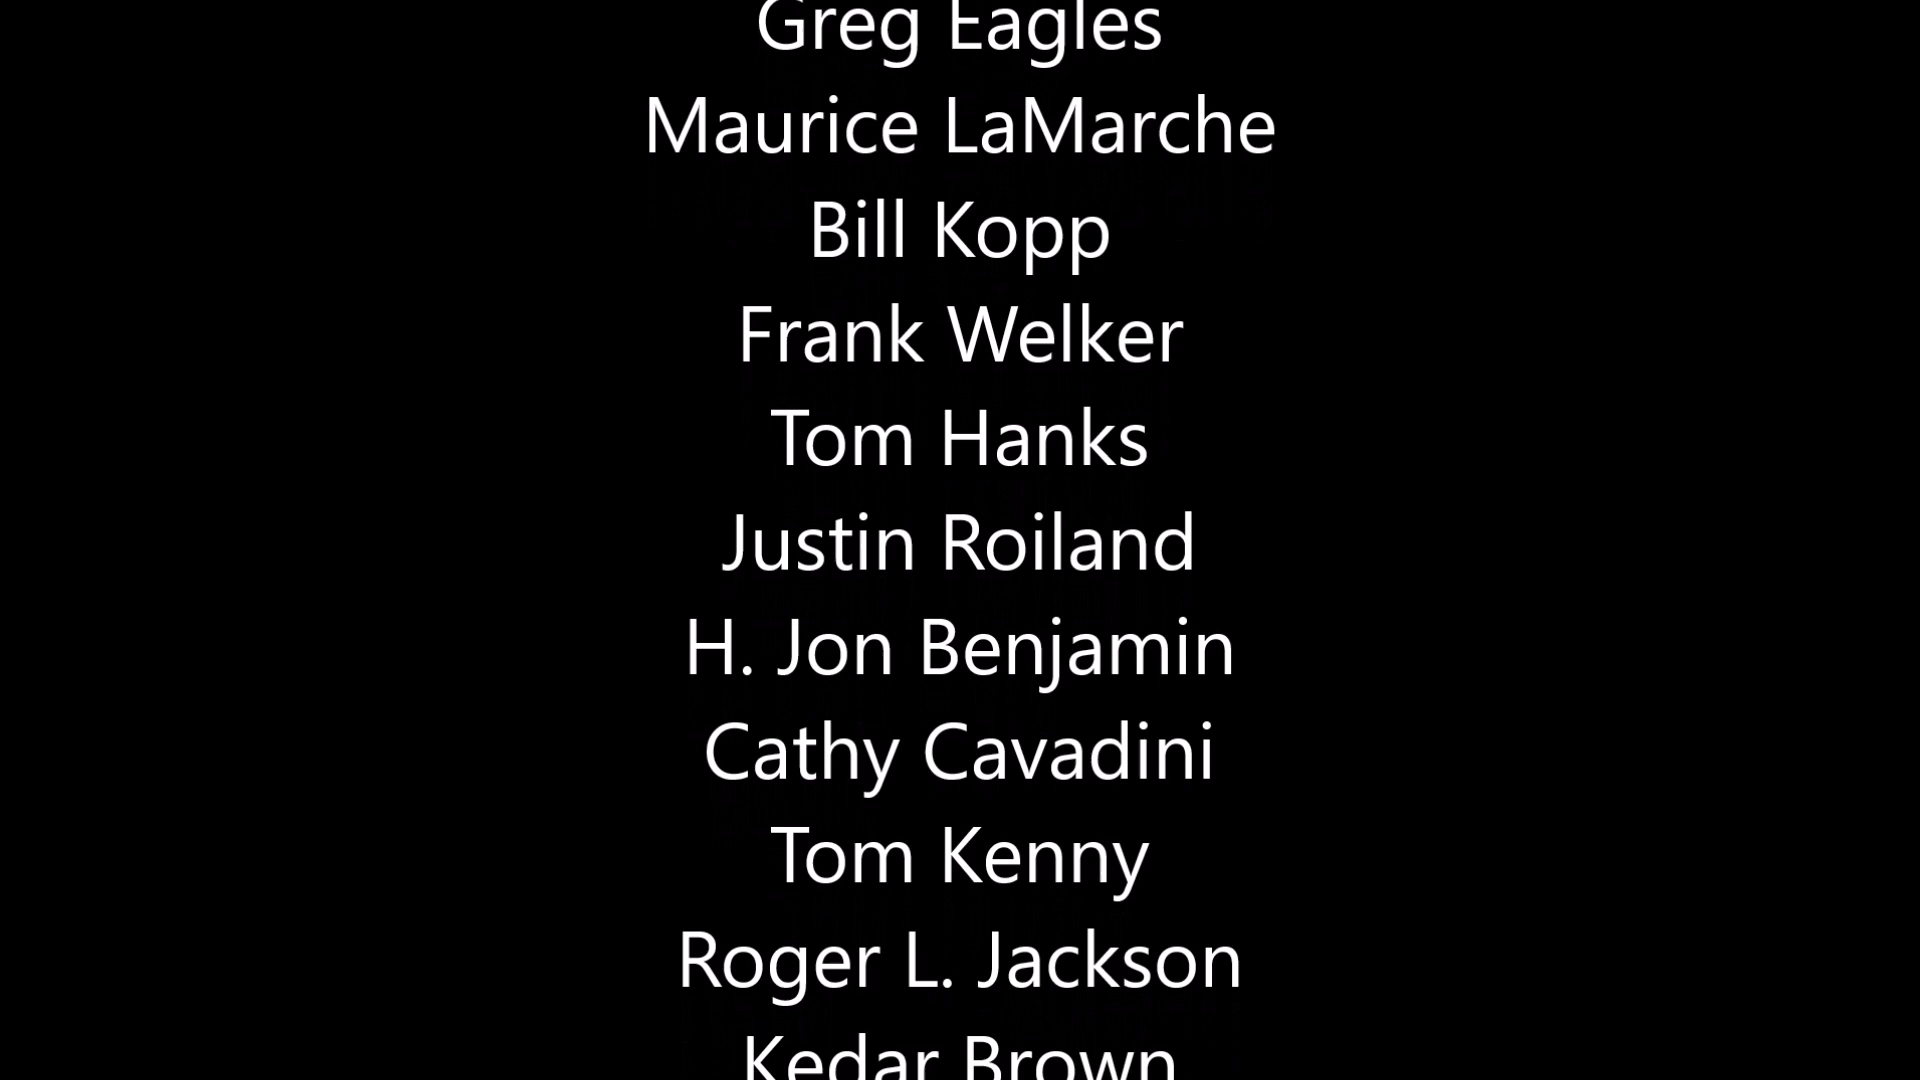 Greg Eagles
Maurice LaMarche
Bill Kopp
Frank Welker
Tom Hanks
Justin Roiland
H. Jon Benjamin
Cathy Cavadini
Tom Kenny
Roger L. Jackson
Kedar Brown